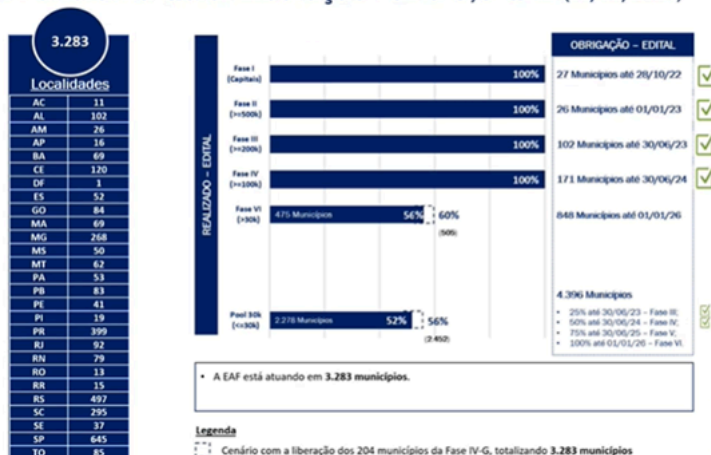 3.283
Localidades
AC 11
AL 102
AM 26
AP 16
BA 69
CE 120
DF 1
ES 52
GO 84
MA 69
MG 268
MS 50
MT 62
PA 53
PB 83
PE 41
PI 19
PR 399
RJ 92
RN 79
RO 13
RR 15
RS 497
SC 295
SE 37
SP 645
TO 85
REALIZADO – EDITAL
Fase I
(Capitais)
100%
Fase II
(>=500k)
100%
Fase III
(>=200k)
100%
Fase IV
(>=100k)
100%
Fase VI
(>30k)
475 Municípios
56%
60%
(505)
Pool 30k
(<=30k)
2.278 Municípios
52%
56%
(2.452)
OBRIGAÇÃO – EDITAL
27 Municípios até 28/10/22
26 Municípios até 01/01/23
102 Municípios até 30/06/23
171 Municípios até 30/06/24
848 Municípios até 01/01/26
4.396 Municípios
• 25% até 30/06/23 – Fase III;
• 50% até 30/06/24 – Fase IV;
• 75% até 30/06/25 – Fase V;
• 100% até 01/01/26 – Fase VI.
• A EAF está atuando em 3.283 municípios.
Legenda
Cenário com a liberação dos 204 municípios da Fase IV-G, totalizando 3.283 municípios